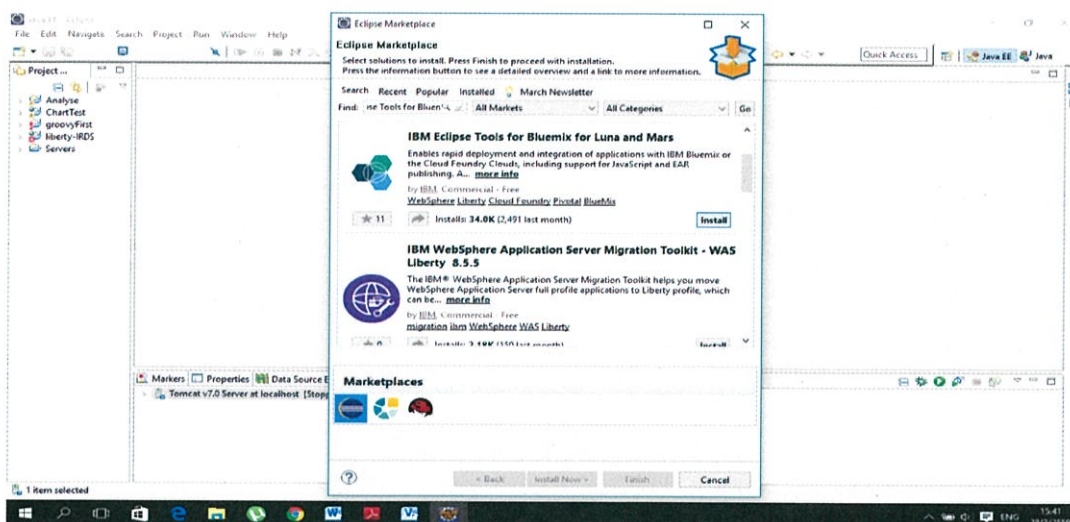 Eclipse Marketplace
File Edit Navigate Search Project Run Window Help
Quick Access
Java EE
Java
Project ...
Analyse
ChartTest
groovyFirst
liberty-IRDS
Servers
Eclipse Marketplace
Select solutions to install. Press Finish to proceed with installation.
Press the information button to see a detailed overview and a link to more information.
Search Recent Popular Installed March Newsletter
Find: se Tools for Bluen All Markets All Categories Go
IBM Eclipse Tools for Bluemix for Luna and Mars
Enables rapid deployment and integration of applications with IBM Bluemix or
the Cloud Foundry Clouds, including support for JavaScript and EAR
publishing. A... more info
by IBM, Commercial - Free
WebSphere Liberty Cloud Foundry Pivotal BlueMix
11 Installs: 34.0K (2,491 last month) Install
IBM WebSphere Application Server Migration Toolkit - WAS
Liberty 8.5.5
The IBM® WebSphere Application Server Migration Toolkit helps you move
WebSphere Application Server full profile applications to Liberty profile, which
can be... more info
by IBM, Commercial - Free
migration ibm WebSphere WAS Liberty
Markers Properties Data Source E
Tomcat v7.0 Server at localhost [Stopp
Marketplaces
< Back Install Now > Finish Cancel
1 item selected
ENG
15:41